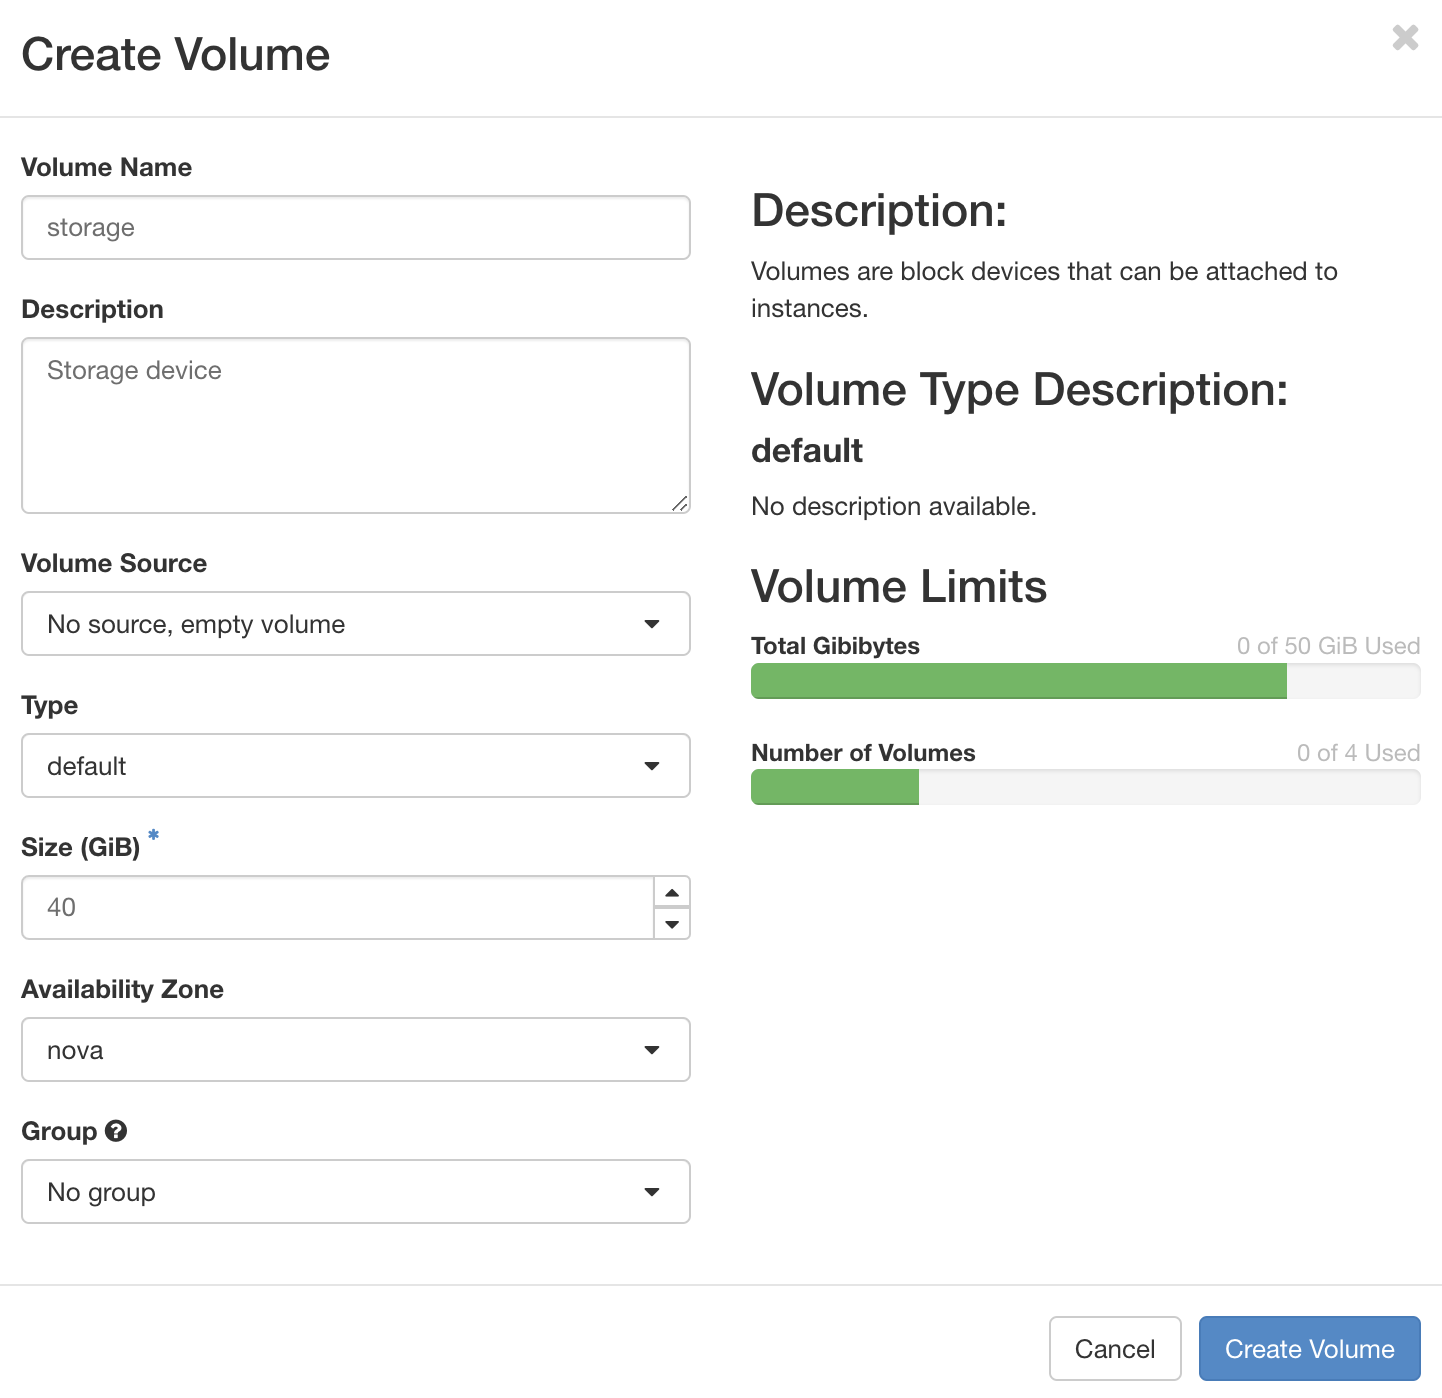 Create Volume
Volume Name
storage
Description
Storage device
Volume Source
No source, empty volume
Type
default
Size (GiB) *
40
Availability Zone
nova
Group ?
No group
Description:
Volumes are block devices that can be attached to
instances.
Volume Type Description:
default
No description available.
Volume Limits
Total Gibibytes 0 of 50 GiB Used
Number of Volumes 0 of 4 Used
Cancel Create Volume